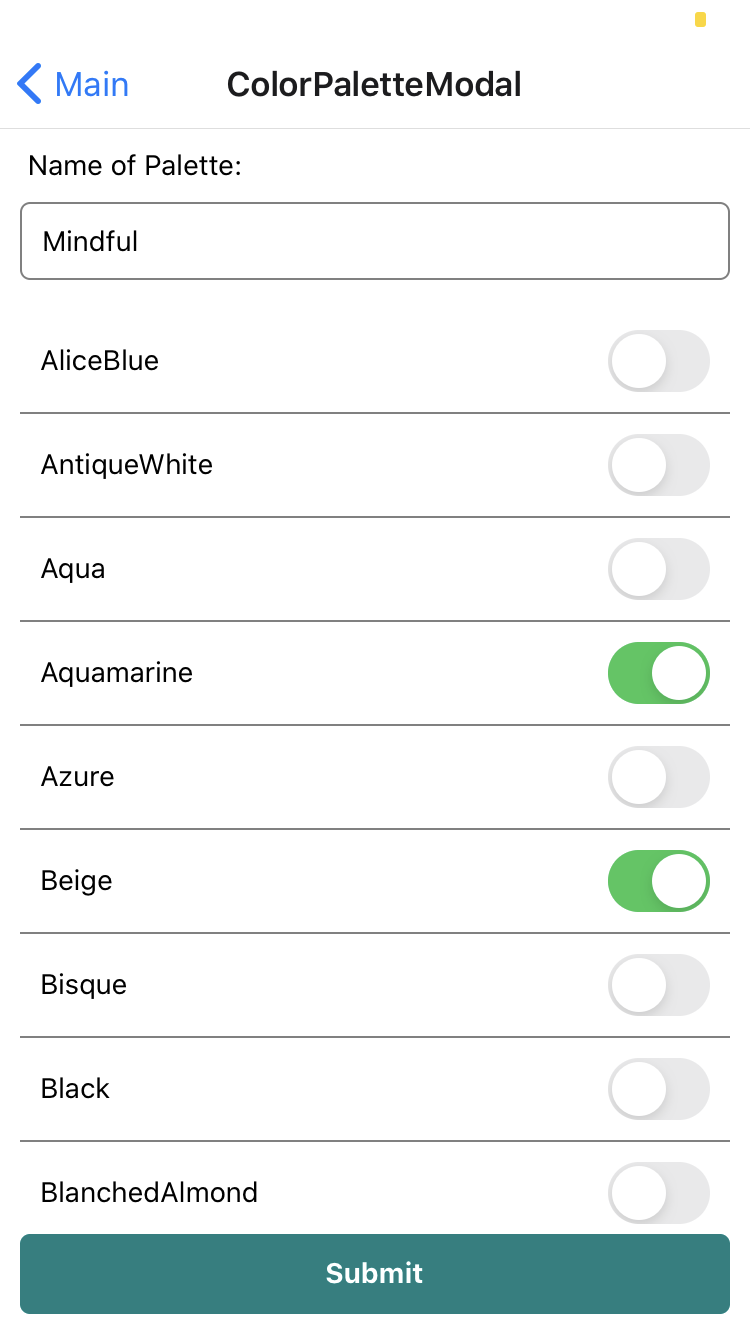 Main
ColorPaletteModal
Name of Palette:
Mindful
AliceBlue
AntiqueWhite
Aqua
Aquamarine
Azure
Beige
Bisque
Black
BlanchedAlmond
Submit